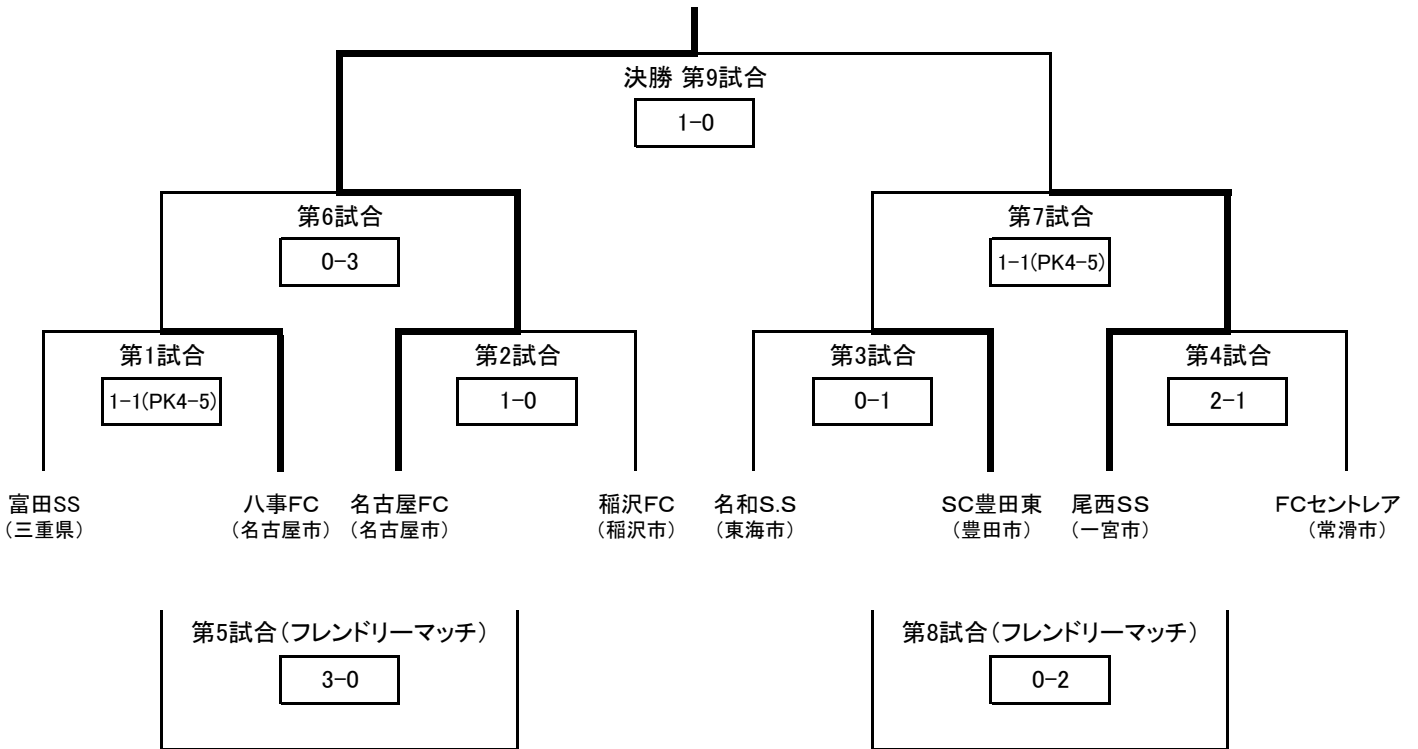 決勝 第9試合
1-0
第6試合
第7試合
0-3
1-1(PK4-5)
第1試合
第2試合
第3試合
第4試合
1-1(PK4-5)
1-0
0-1
2-1
富田SS
八事FC
名古屋FC
稲沢FC
名和S.S
SC豊田東
尾西SS
FCセントレア
（三重県）
（名古屋市）
（名古屋市）
（稲沢市）
（東海市）
（豊田市）
（一宮市）
（常滑市）
第5試合（フレンドリーマッチ）
第8試合（フレンドリーマッチ）
3-0
0-2